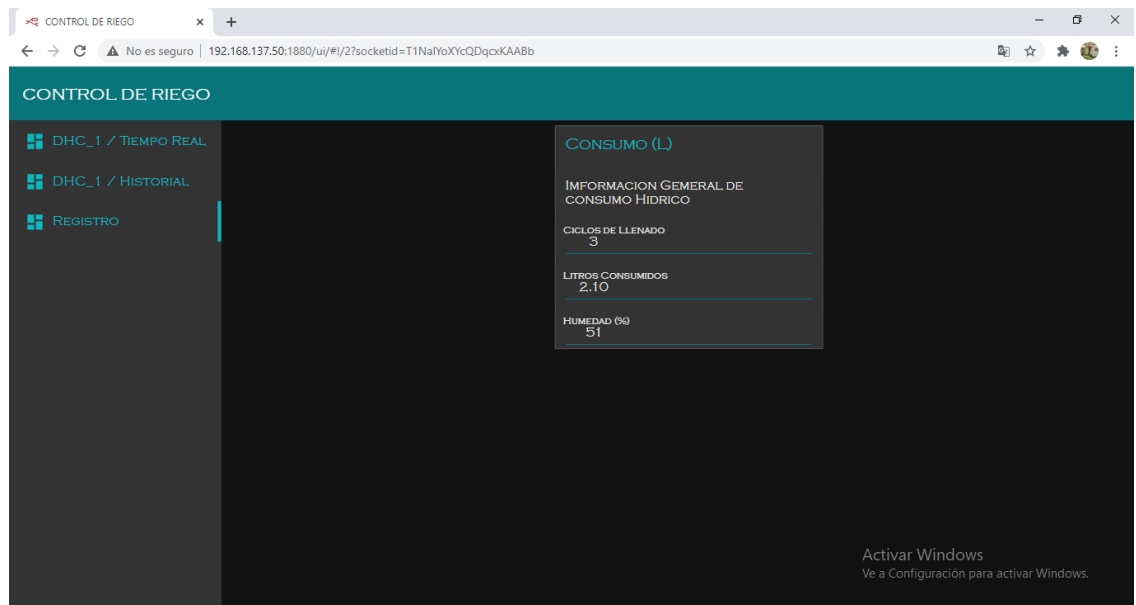 CONTROL DE RIEGO
No es seguro
192.168.137.50:1880/ui/#!/2?socketid=T1NaIYoXYcQDqcxKAABb
CONTROL DE RIEGO
DHC_1 / Tiempo Real
DHC_1 / Historial
Registro
Consumo (L)
Imformacion Gemeral de
consumo Hidrico
Ciclos de Llenado
3
Litros Consumidos
2.10
Humedad (%)
51
Activar Windows
Ve a Configuración para activar Windows.